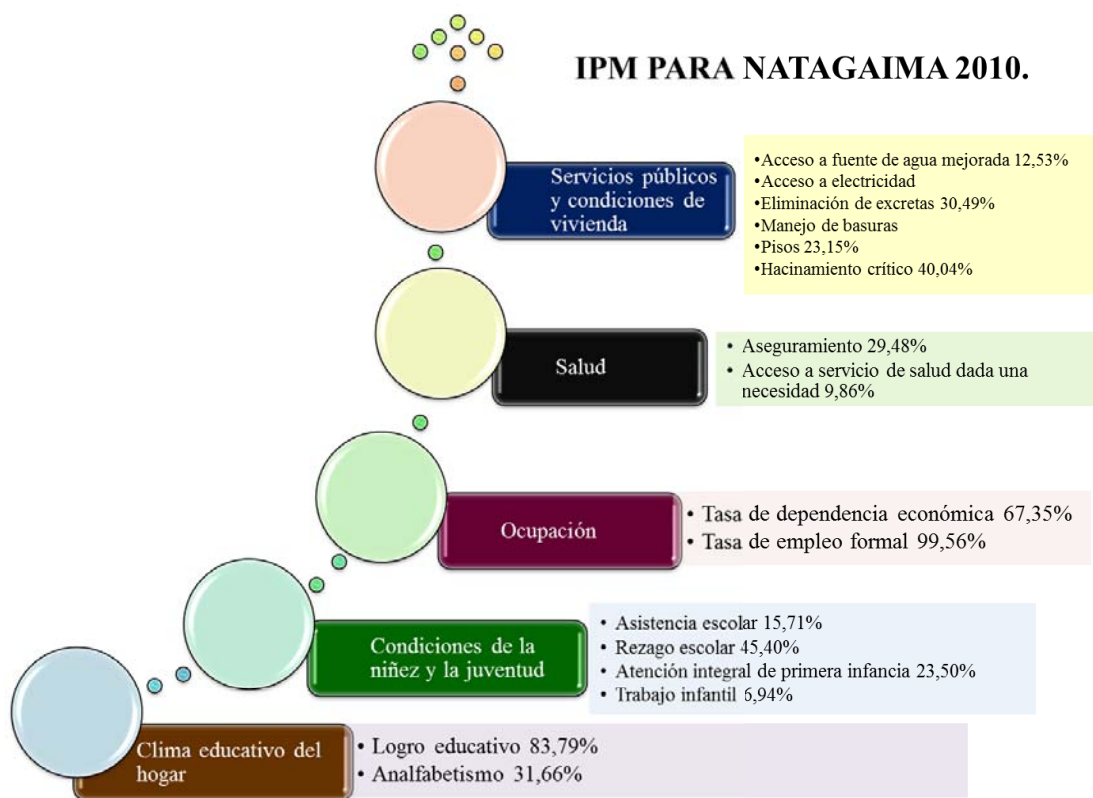 IPM PARA NATAGAIMA 2010.
Servicios públicos
y condiciones de
vivienda
•Acceso a fuente de agua mejorada 12,53%
•Acceso a electricidad
•Eliminación de excretas 30,49%
•Manejo de basuras
•Pisos 23,15%
•Hacinamiento crítico 40,04%
Salud
• Aseguramiento 29,48%
• Acceso a servicio de salud dada una
necesidad 9,86%
Ocupación
• Tasa de dependencia económica 67,35%
• Tasa de empleo formal 99,56%
Condiciones de la
niñez y la juventud
• Asistencia escolar 15,71%
• Rezago escolar 45,40%
• Atención integral de primera infancia 23,50%
• Trabajo infantil 6,94%
Clima educativo del
hogar
• Logro educativo 83,79%
• Analfabetismo 31,66%